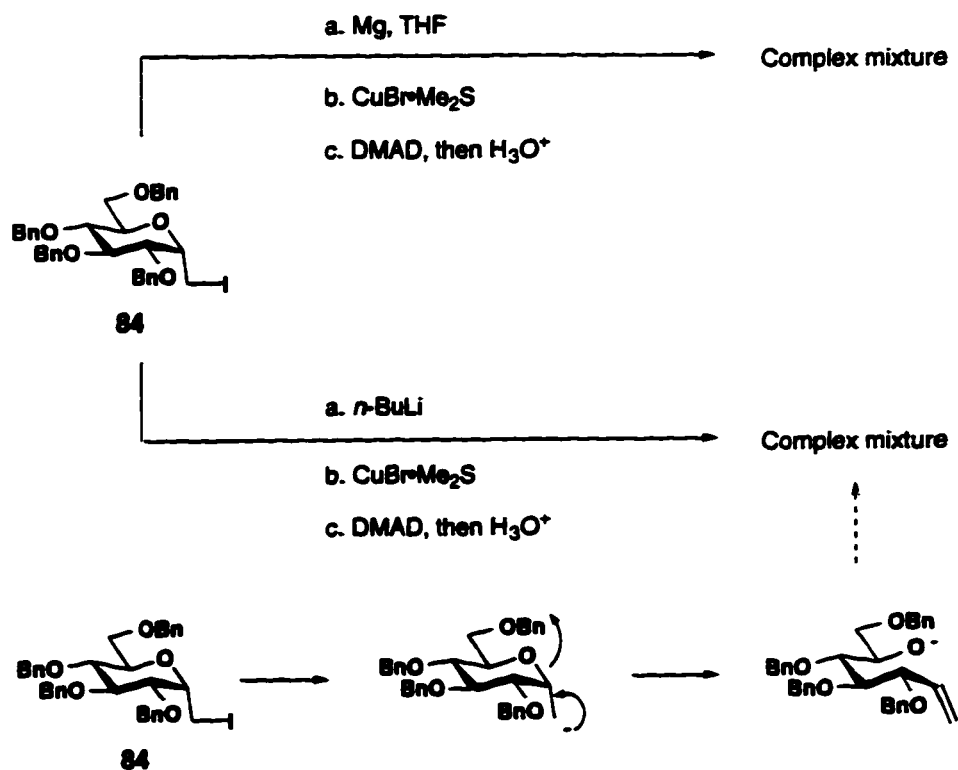 a. Mg, THF
Complex mixture
b. CuBr•Me₂S
c. DMAD, then H₃O⁺
OBn
O
BnO
BnO
BnO
I
84
a. n-BuLi
Complex mixture
b. CuBr•Me₂S
c. DMAD, then H₃O⁺
OBn
O
BnO
BnO
BnO
I
84
OBn
O
BnO
BnO
BnO
-
OBn
O -
BnO
BnO
BnO